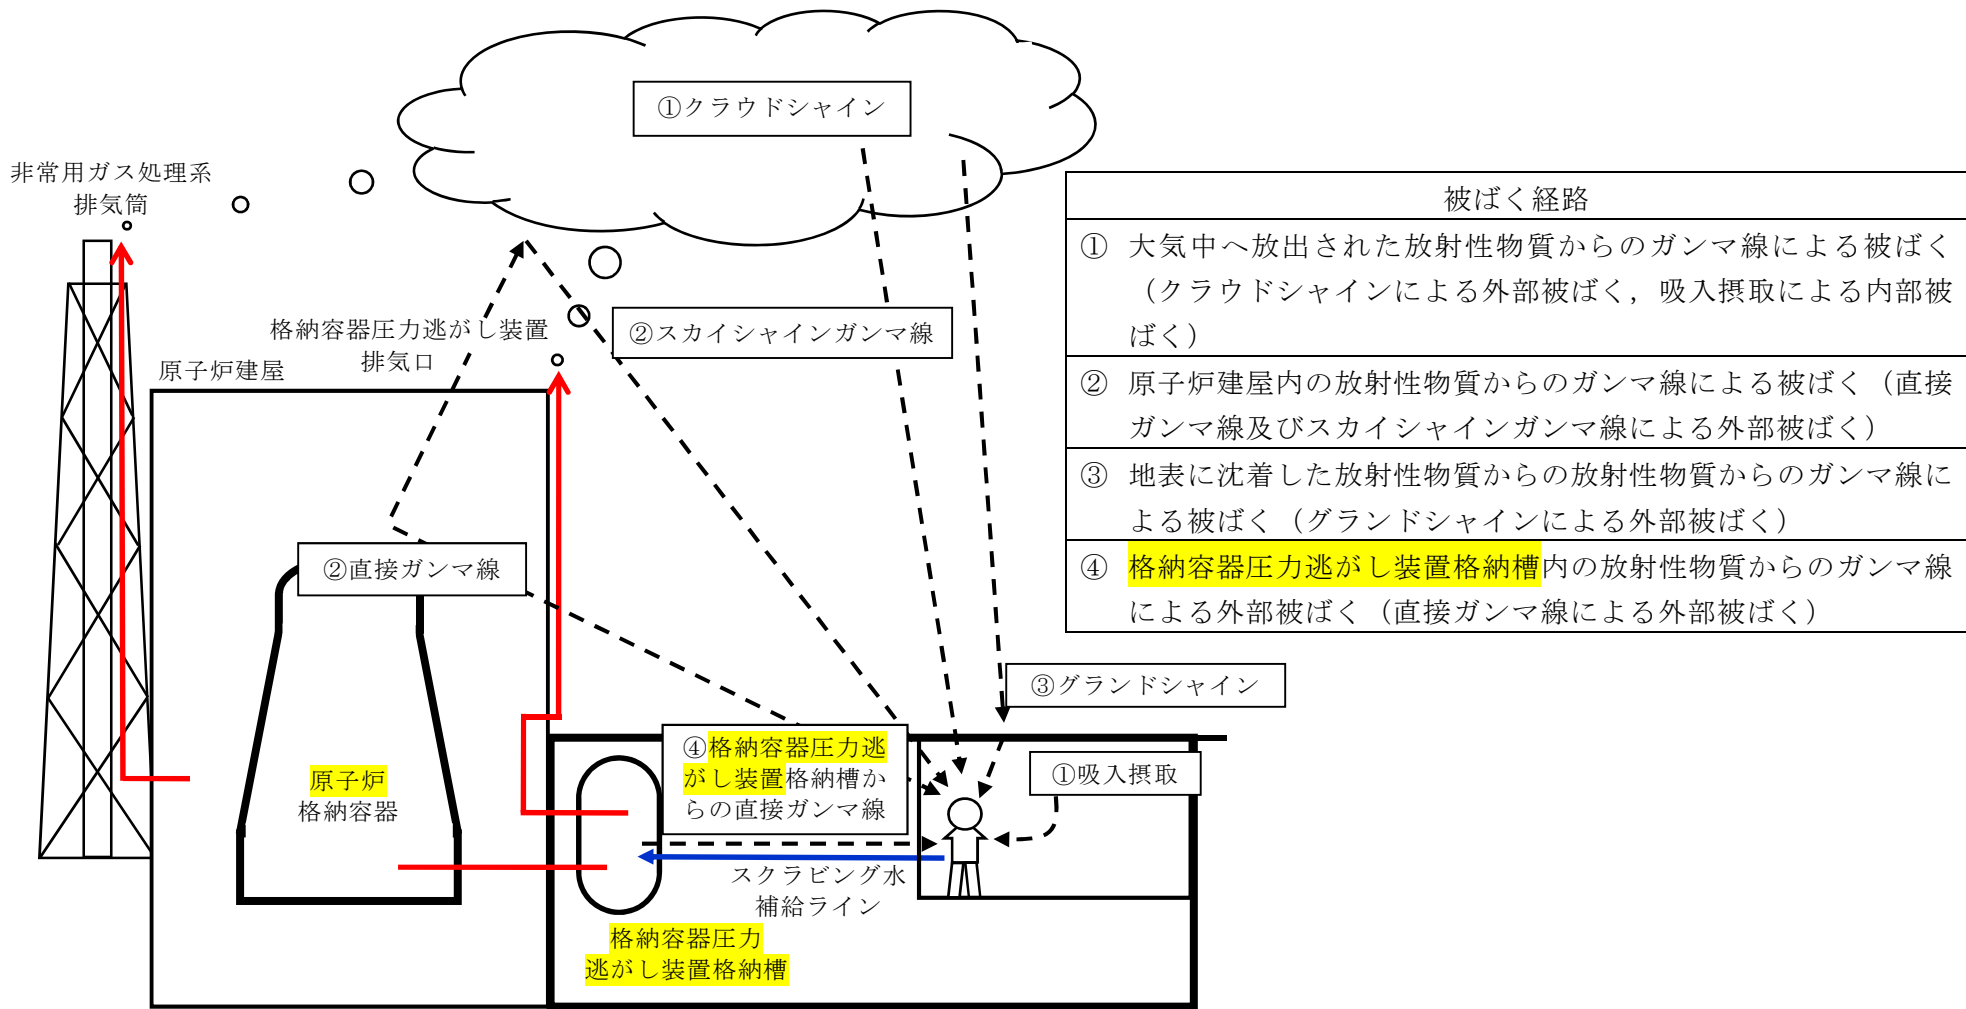 ①クラウドシャイン
非常用ガス処理系
排気筒
格納容器圧力逃がし装置
排気口
②スカイシャインガンマ線
原子炉建屋
②直接ガンマ線
③グランドシャイン
④格納容器圧力逃
がし装置格納槽か
らの直接ガンマ線
①吸入摂取
原子炉
格納容器
スクラビング水
補給ライン
格納容器圧力
逃がし装置格納槽
被ばく経路
① 大気中へ放出された放射性物質からのガンマ線による被ばく
（クラウドシャインによる外部被ばく，吸入摂取による内部被
ばく）
② 原子炉建屋内の放射性物質からのガンマ線による被ばく（直接
ガンマ線及びスカイシャインガンマ線による外部被ばく）
③ 地表に沈着した放射性物質からの放射性物質からのガンマ線に
よる被ばく（グランドシャインによる外部被ばく）
④ 格納容器圧力逃がし装置格納槽内の放射性物質からのガンマ線
による外部被ばく（直接ガンマ線による外部被ばく）